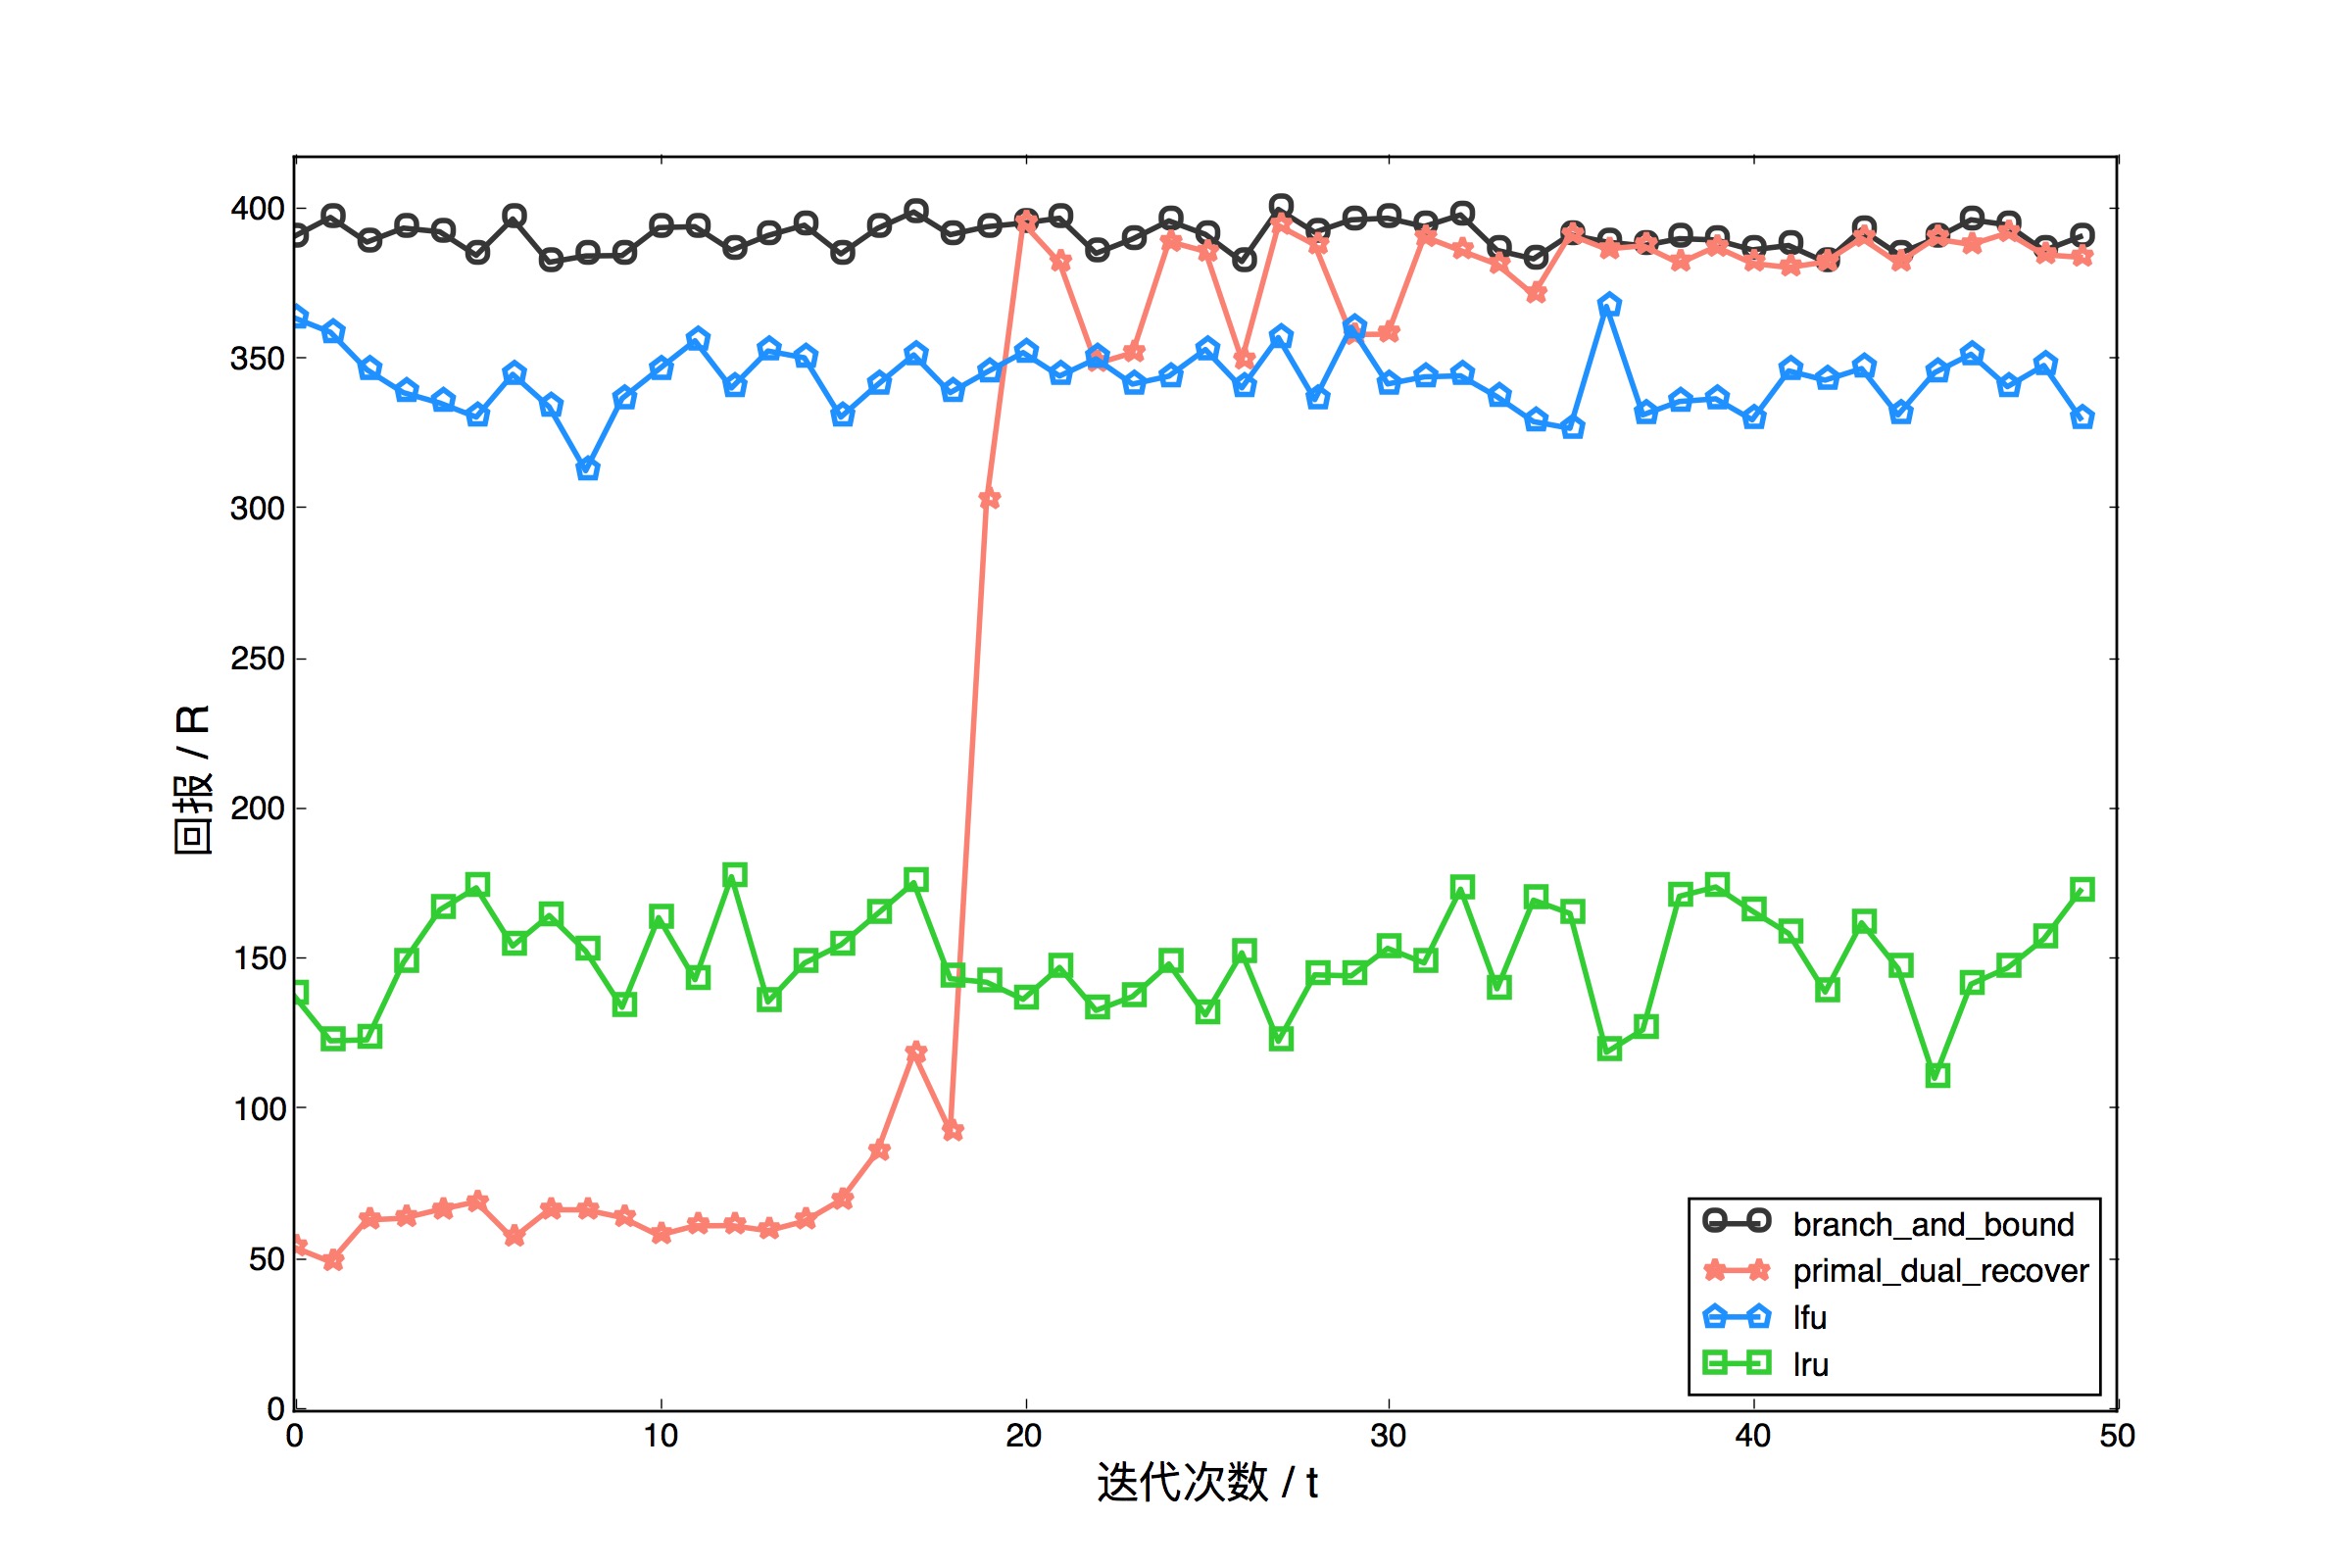 400
350
300
250
200
150
100
50
0
回报 / R
0 10 20 30 40 50
迭代次数 / t
branch_and_bound
primal_dual_recover
lfu
lru